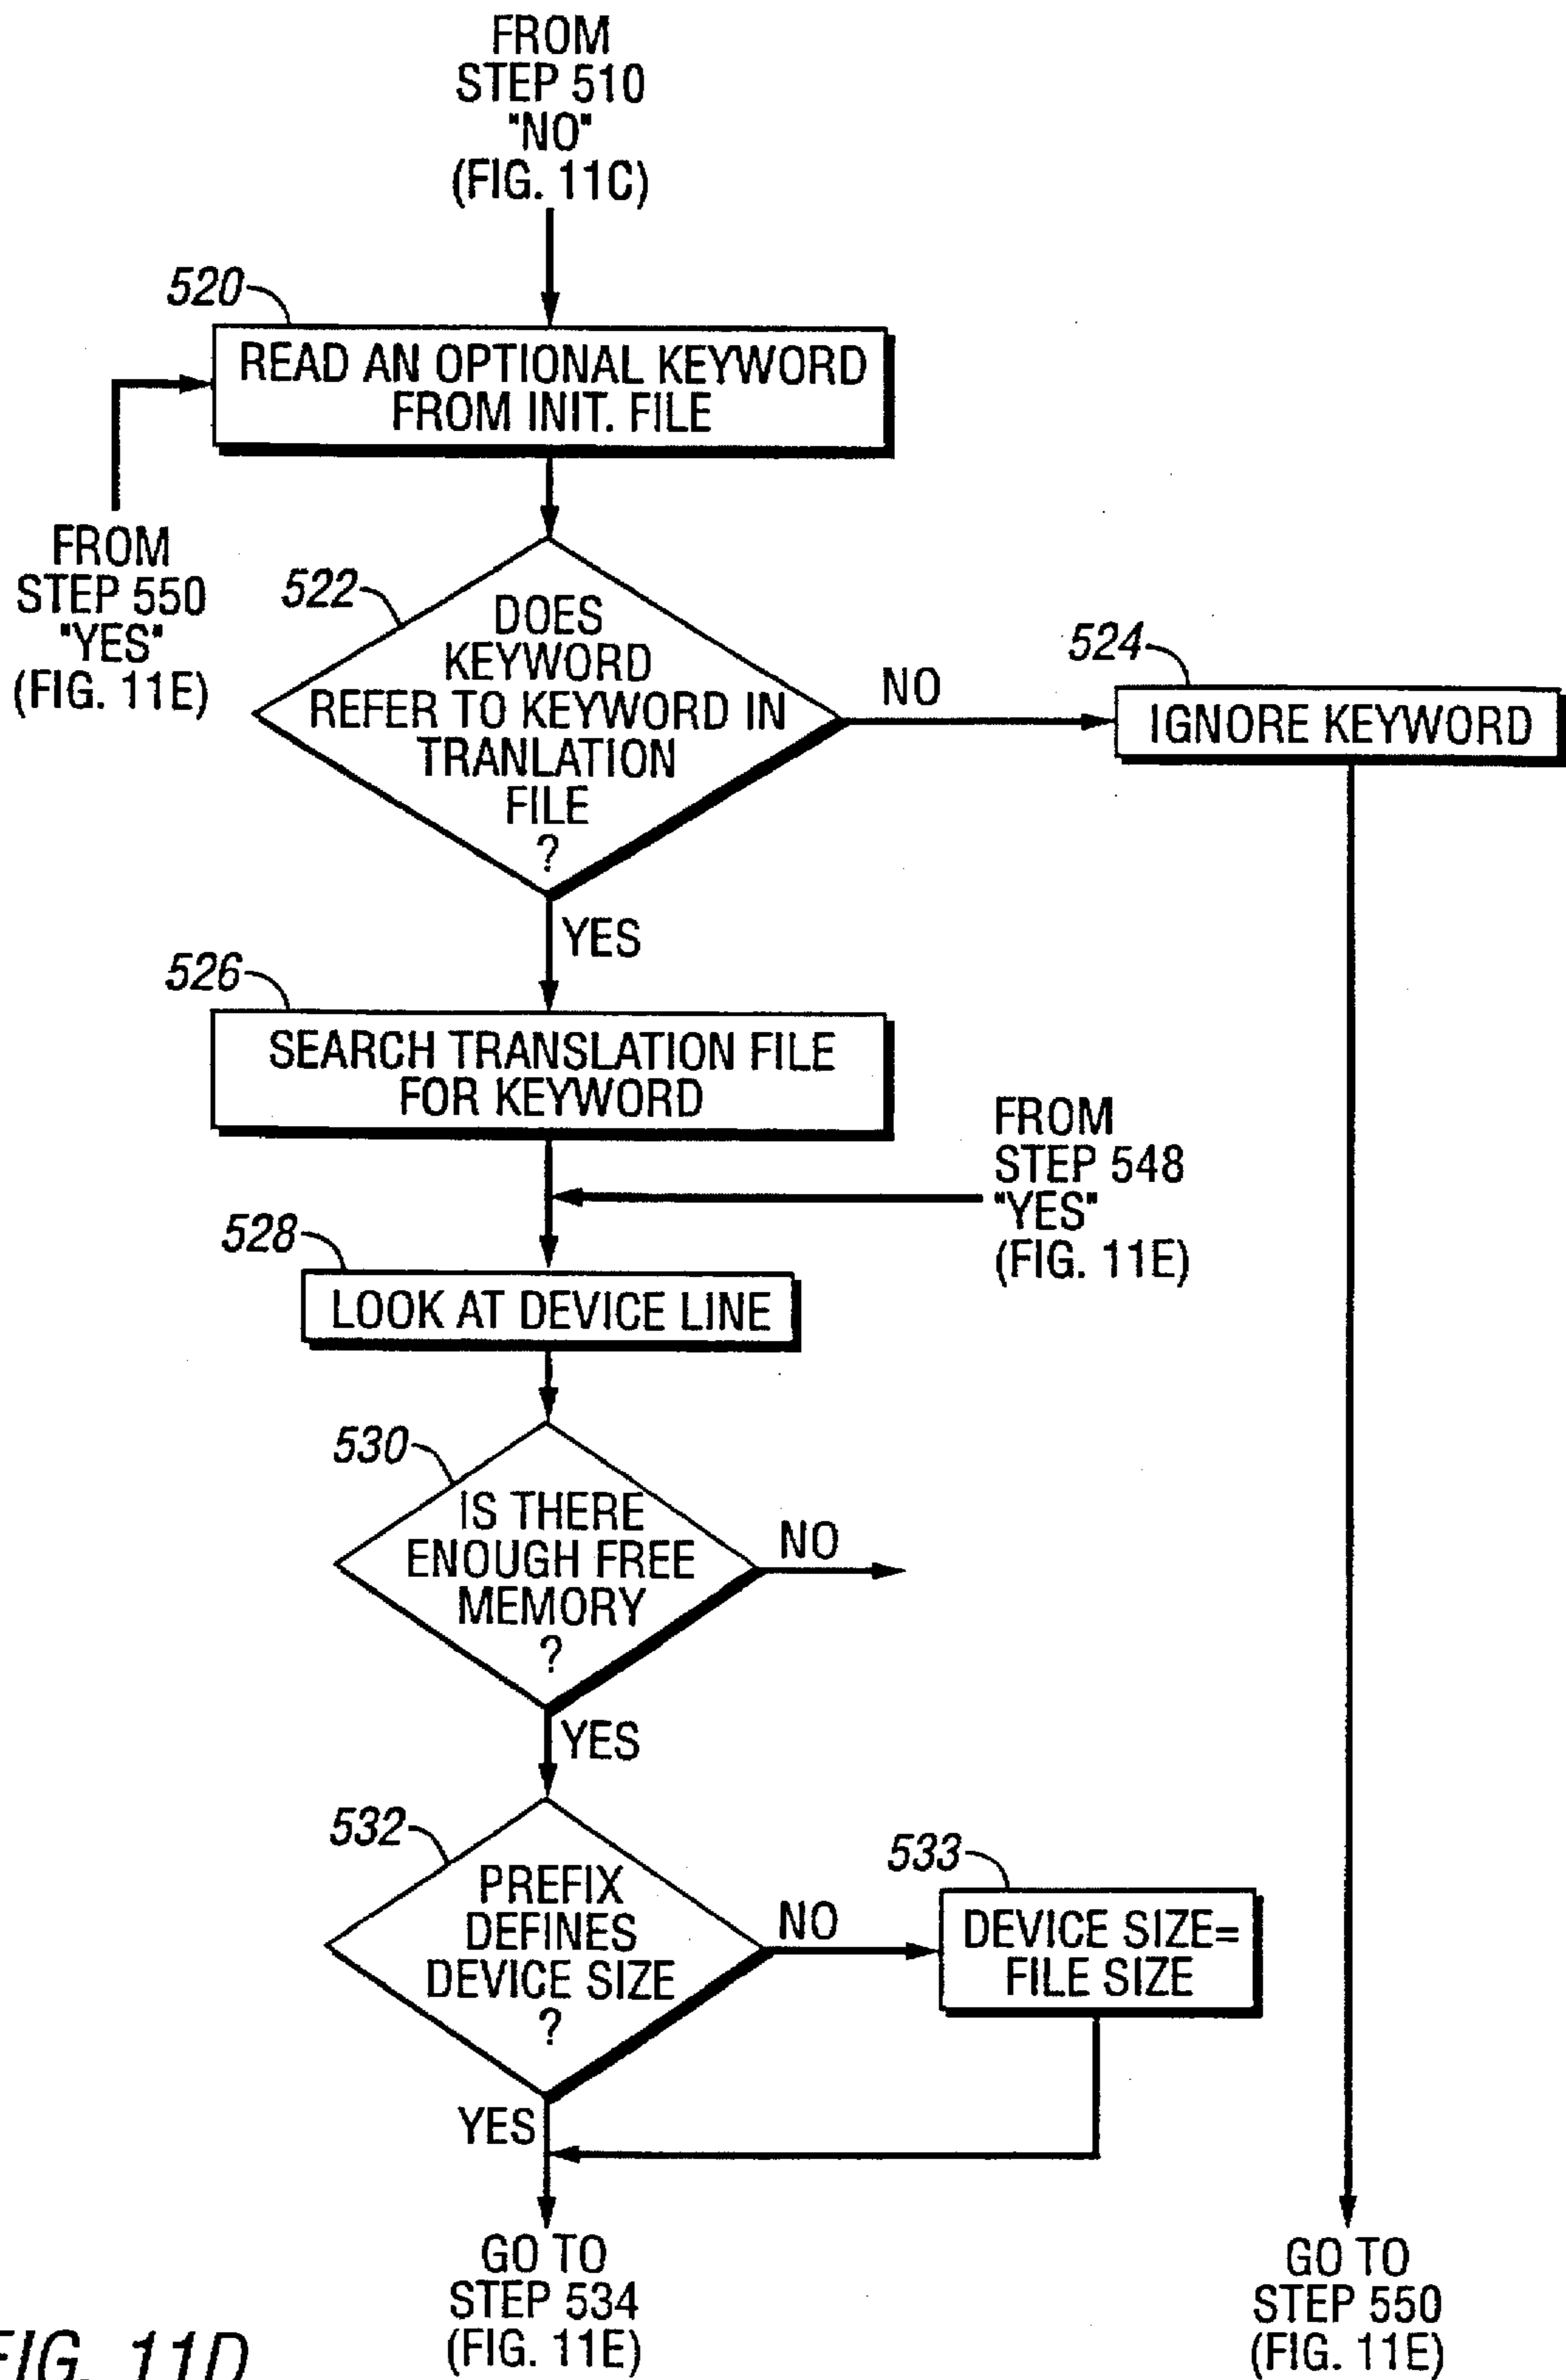 FROM
STEP 510
"NO"
(FIG. 11C)
520
READ AN OPTIONAL KEYWORD
FROM INIT. FILE
FROM
STEP 550
"YES"
(FIG. 11E)
522
DOES
KEYWORD
REFER TO KEYWORD IN
TRANLATION
FILE
?
NO
524
IGNORE KEYWORD
YES
526
SEARCH TRANSLATION FILE
FOR KEYWORD
FROM
STEP 548
"YES"
(FIG. 11E)
528
LOOK AT DEVICE LINE
530
IS THERE
ENOUGH FREE
MEMORY
?
NO
YES
532
PREFIX
DEFINES
DEVICE SIZE
?
NO
533
DEVICE SIZE=
FILE SIZE
YES
GO TO
STEP 534
(FIG. 11E)
GO TO
STEP 550
(FIG. 11E)
FIG. 11D